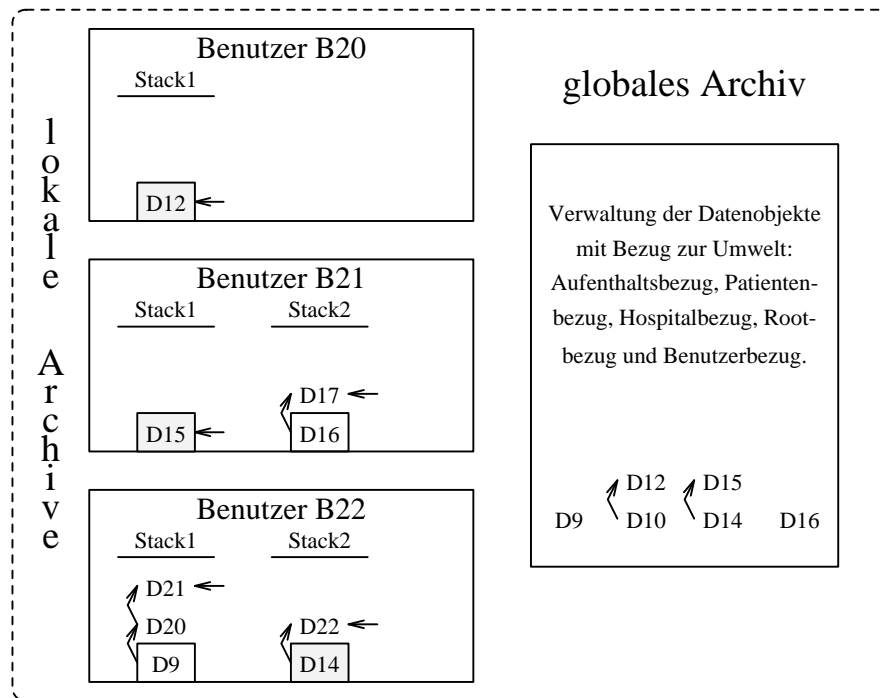 lokale Archive
Benutzer B20
Stack1
D12
Benutzer B21
Stack1 Stack2
D17
D15 D16
Benutzer B22
Stack1 Stack2
D21
D20 D22
D9 D14
globales Archiv
Verwaltung der Datenobjekte
mit Bezug zur Umwelt:
Aufenthaltsbezug, Patienten-
bezug, Hospitalbezug, Root-
bezug und Benutzerbezug.
D12 D15
D9 D10 D14 D16